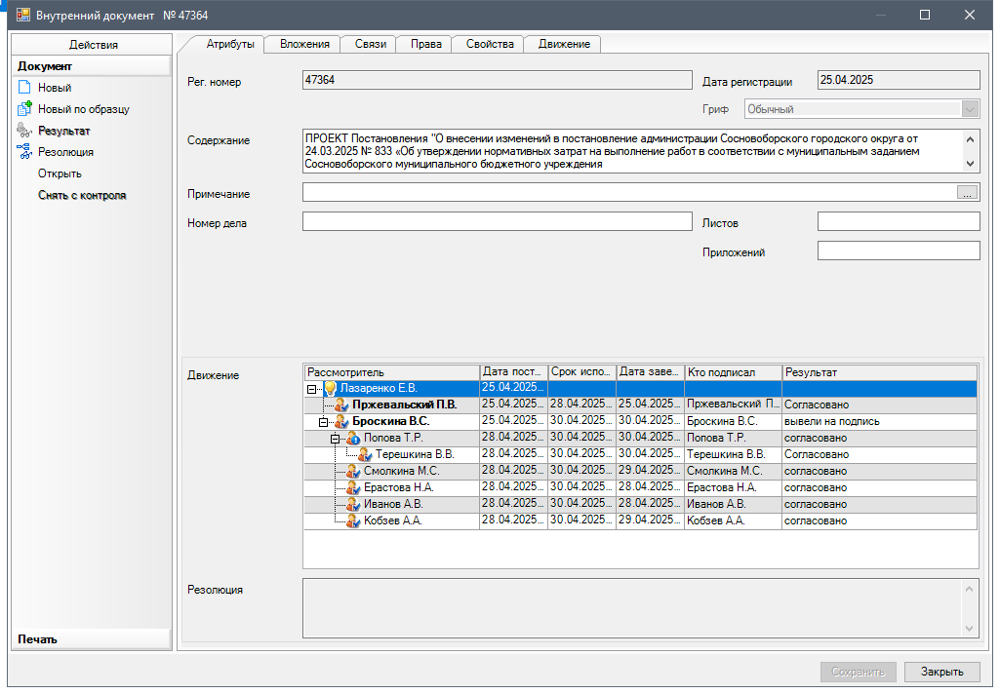 Внутренний документ № 47364
Действия
Документ
Новый
Новый по образцу
Результат
Резолюция
Открыть
Снять с контроля
Печать
Атрибуты Вложения Связи Права Свойства Движение
Рег. номер 47364 Дата регистрации 25.04.2025
Гриф Обычный
Содержание ПРОЕКТ Постановления "О внесении изменений в постановление администрации Сосновоборского городского округа от
24.03.2025 № 833 «Об утверждении нормативных затрат на выполнение работ в соответствии с муниципальным заданием
Сосновоборского муниципального бюджетного учреждения
Примечание ...
Номер дела Листов
Приложений
Движение
Рассмотритель Дата пост... Срок испо... Дата заве... Кто подписал Результат
Лазаренко Е.В. 25.04.2025...
Пржевальский П.В. 25.04.2025... 28.04.2025... 25.04.2025... Пржевальский П... Согласовано
Броскина В.С. 25.04.2025... 30.04.2025... 30.04.2025... Броскина В.С. вывели на подпись
Попова Т.Р. 28.04.2025... 30.04.2025... 28.04.2025... Попова Т.Р. согласовано
Терешкина В.В. 28.04.2025... 30.04.2025... 28.04.2025... Терешкина В.В. Согласовано
Смолкина М.С. 28.04.2025... 30.04.2025... 29.04.2025... Смолкина М.С. согласовано
Ерастова Н.А. 28.04.2025... 30.04.2025... 28.04.2025... Ерастова Н.А. согласовано
Иванов А.В. 28.04.2025... 30.04.2025... 28.04.2025... Иванов А.В. согласовано
Кобзев А.А. 28.04.2025... 30.04.2025... 29.04.2025... Кобзев А.А. согласовано
Резолюция
Сохранить Закрыть